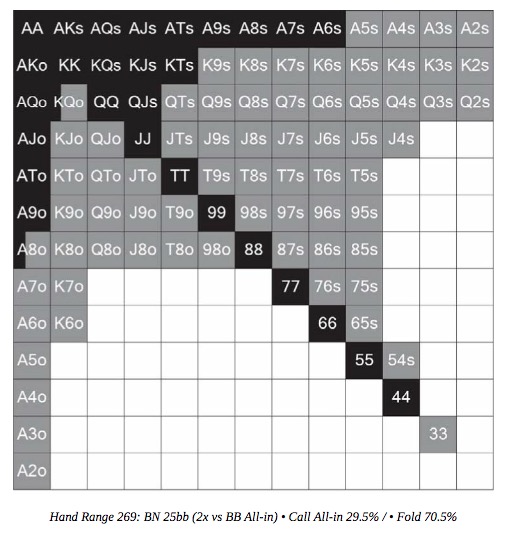 AA AKs AQs AJs ATs A9s A8s A7s A6s A5s A4s A3s A2s
AKo KK KQs KJs KTs K9s K8s K7s K6s K5s K4s K3s K2s
AQo KQo QQ QJs QTs Q9s Q8s Q7s Q6s Q5s Q4s Q3s Q2s
AJo KJo QJo JJ JTs J9s J8s J7s J6s J5s J4s
ATo KTo QTo JTo TT T9s T8s T7s T6s T5s
A9o K9o Q9o J9o T9o 99 98s 97s 96s 95s
A8o K8o Q8o J8o T8o 98o 88 87s 86s 85s
A7o K7o 77 76s 75s
A6o K6o 66 65s
A5o 55 54s
A4o 44
A3o 33
A2o
Hand Range 269: BN 25bb (2x vs BB All-in) • Call All-in 29.5% / • Fold 70.5%